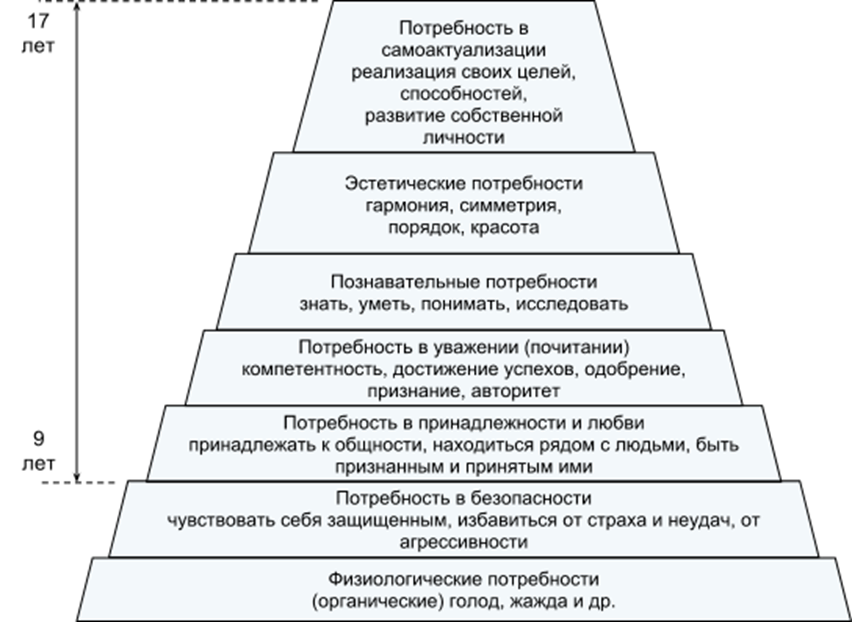 17
лет
Потребность в
самоактуализации
реализация своих целей,
способностей,
развитие собственной
личности
Эстетические потребности
гармония, симметрия,
порядок, красота
Познавательные потребности
знать, уметь, понимать, исследовать
Потребность в уважении (почитании)
компетентность, достижение успехов, одобрение,
признание, авторитет
9
лет
Потребность в принадлежности и любви
принадлежать к общности, находиться рядом с людьми, быть
признанным и принятым ими
Потребность в безопасности
чувствовать себя защищенным, избавиться от страха и неудач, от
агрессивности
Физиологические потребности
(органические) голод, жажда и др.